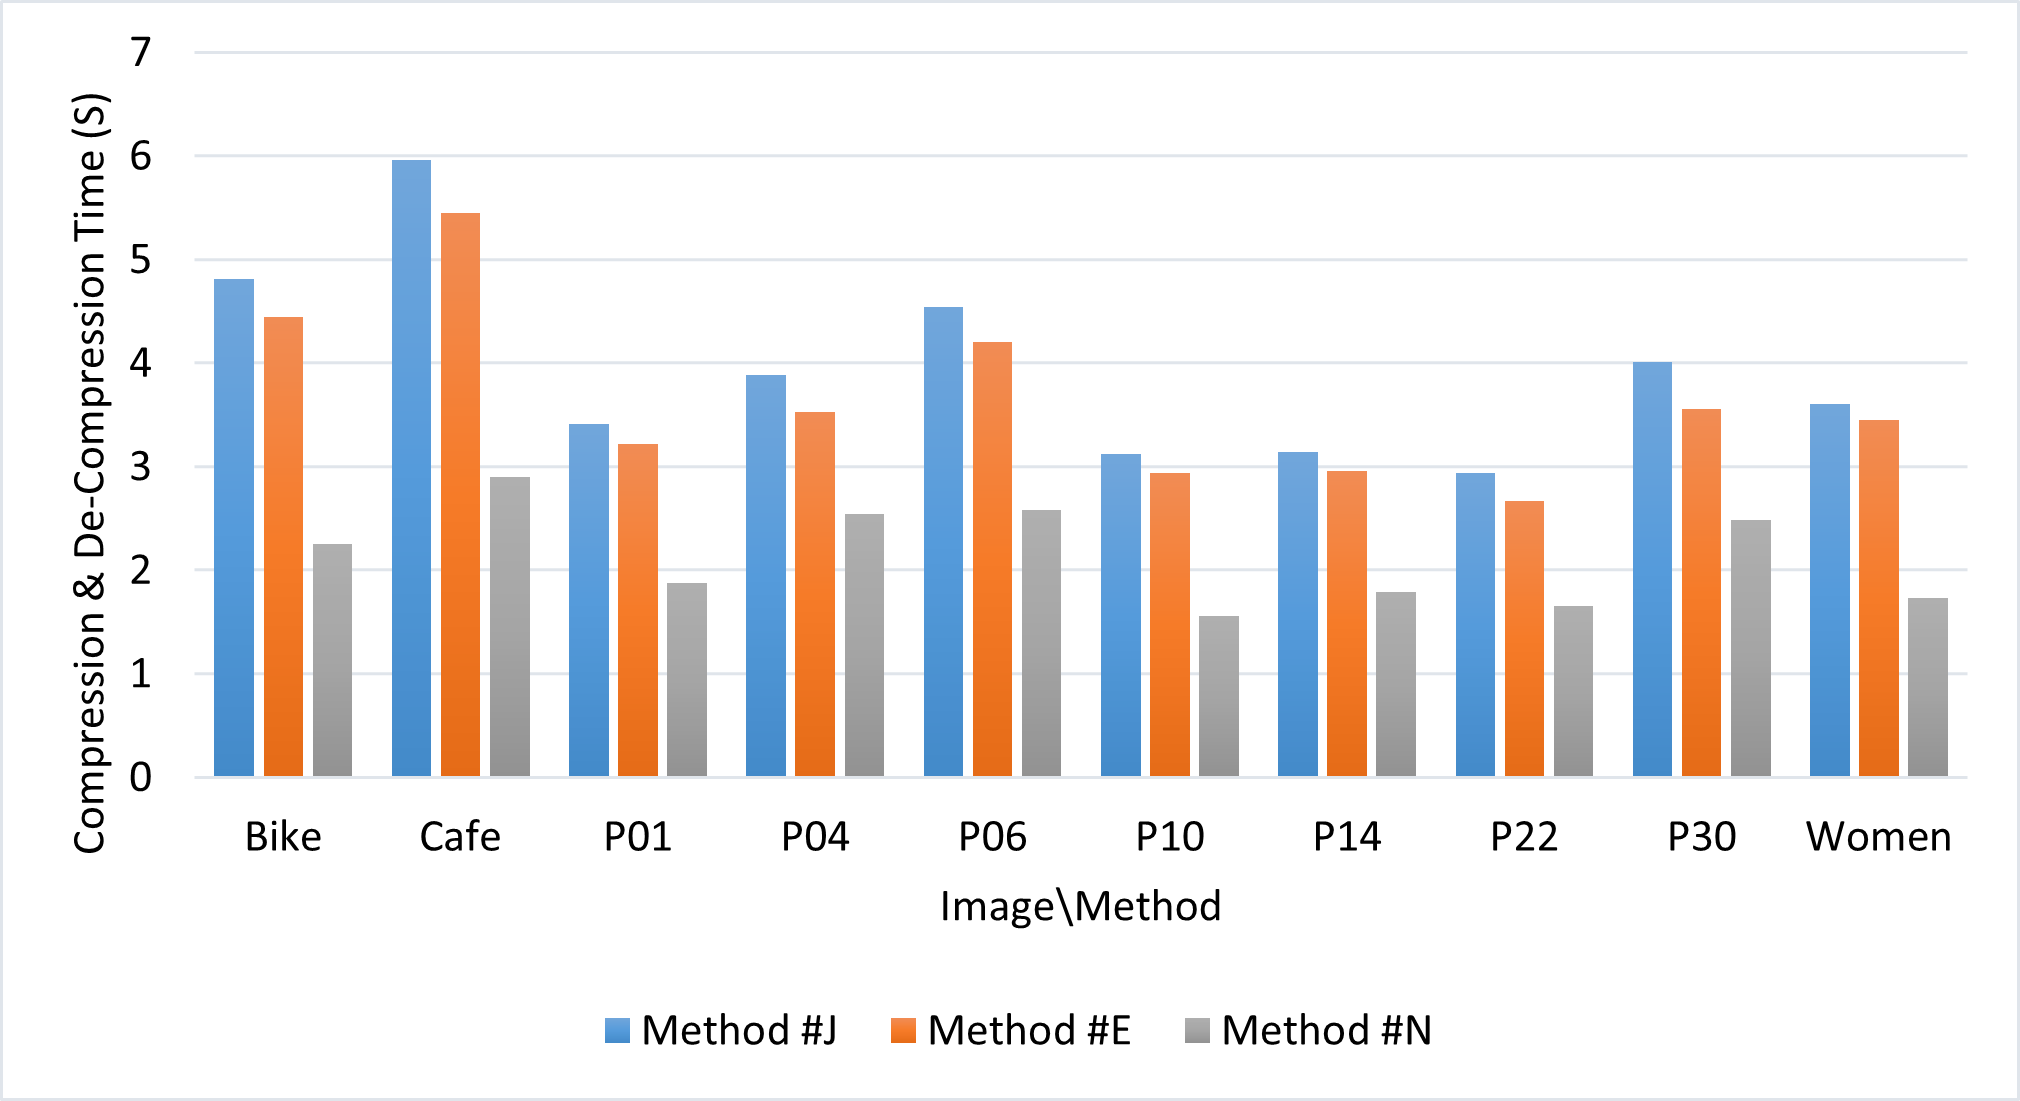 7
6
5
4
3
2
1
0
Compression & De-Compression Time (S)
Bike Cafe P01 P04 P06 P10 P14 P22 P30 Women
Image\Method
Method #J Method #E Method #N